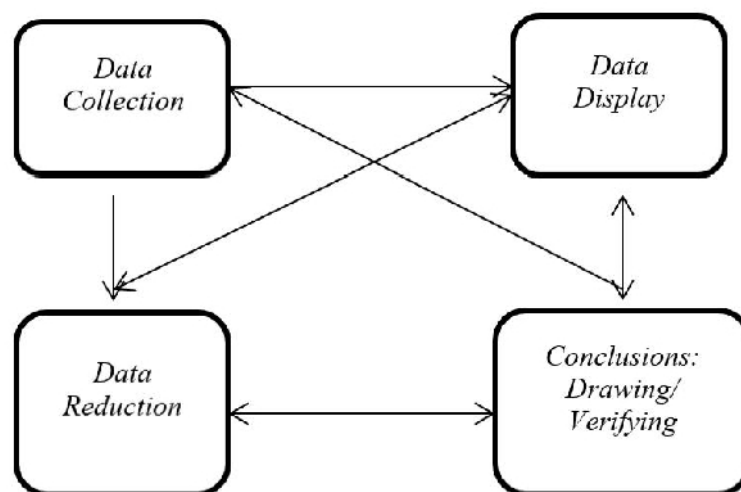 Data
Collection
Data
Display
Data
Reduction
Conclusions:
Drawing/
Verifying